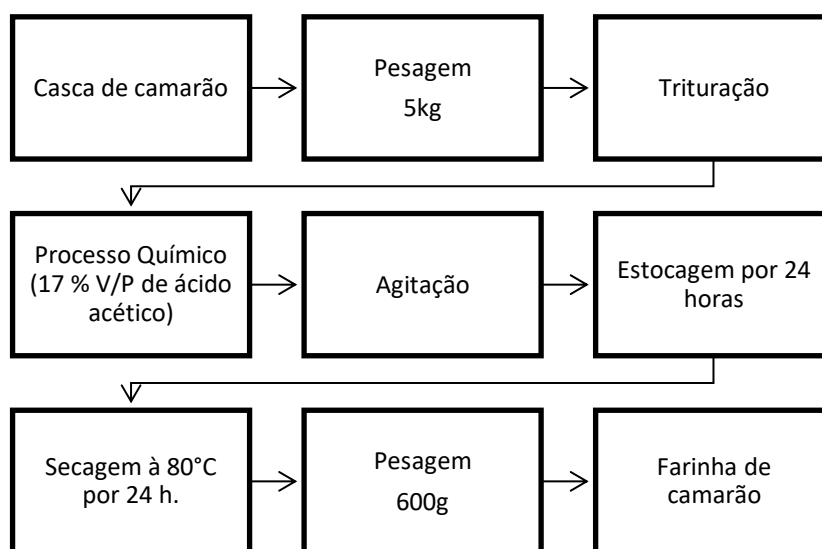 Casca de camarão
Pesagem
5kg
Trituração
Processo Químico
(17 % V/P de ácido
acético)
Agitação
Estocagem por 24
horas
Secagem à 80°C
por 24 h.
Pesagem
600g
Farinha de
camarão